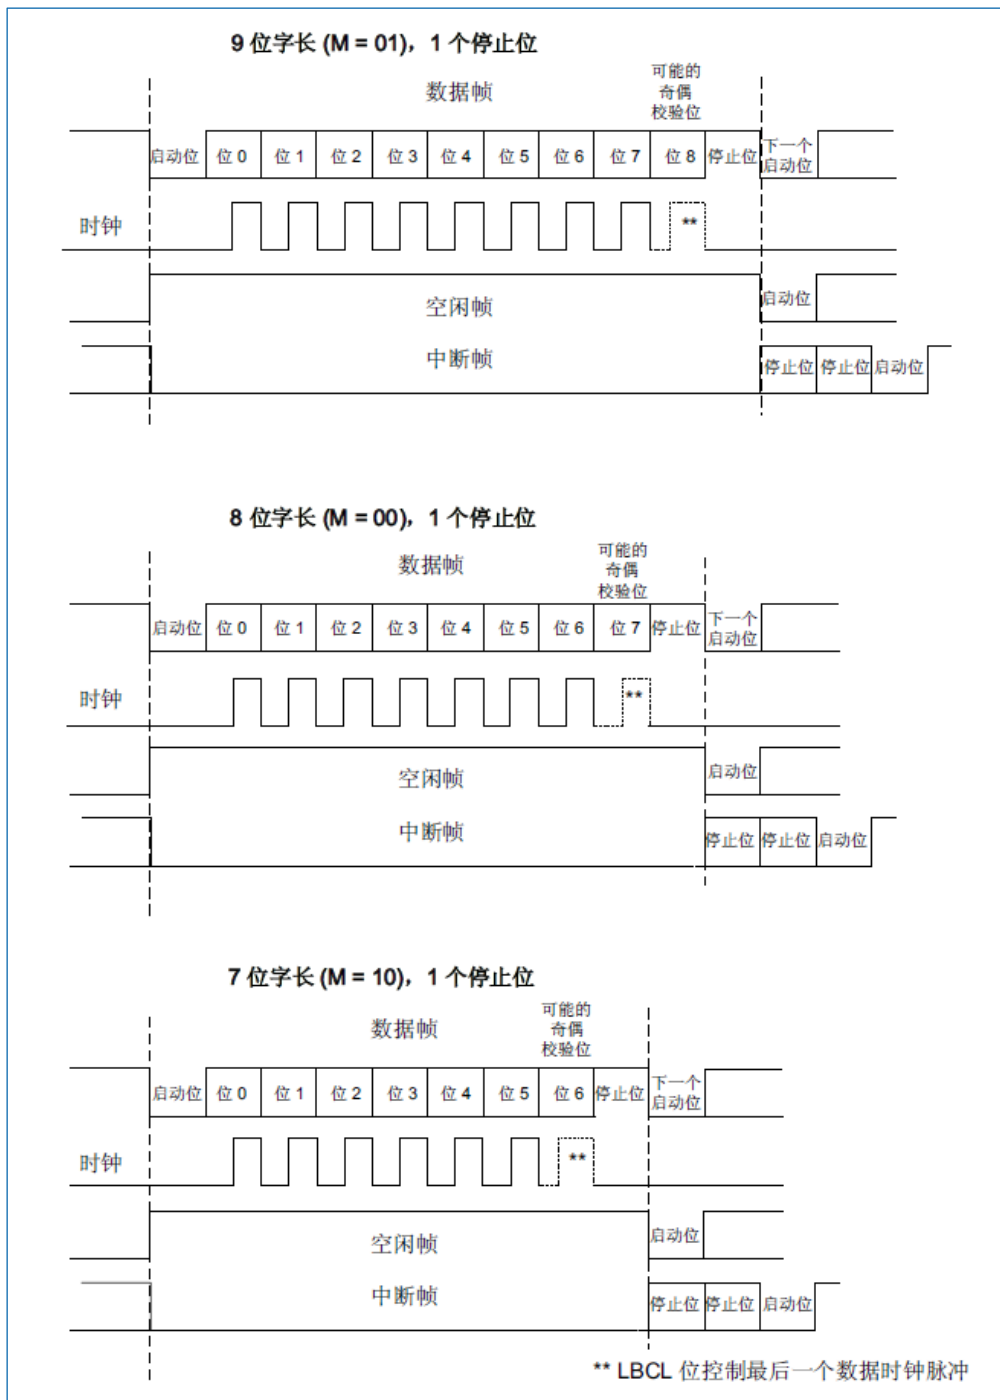 9 位字长 (M = 01)，1 个停止位
数据帧
可能的
奇偶
校验位
启动位 位 0 位 1 位 2 位 3 位 4 位 5 位 6 位 7 位 8 停止位 下一个
启动位
时钟 **
空闲帧 启动位
中断帧 停止位 停止位 启动位
8 位字长 (M = 00)，1 个停止位
数据帧
可能的
奇偶
校验位
启动位 位 0 位 1 位 2 位 3 位 4 位 5 位 6 位 7 停止位 下一个
启动位
时钟 **
空闲帧 启动位
中断帧 停止位 停止位 启动位
7 位字长 (M = 10)，1 个停止位
数据帧
可能的
奇偶
校验位
启动位 位 0 位 1 位 2 位 3 位 4 位 5 位 6 停止位 下一个
启动位
时钟 **
空闲帧 启动位
中断帧 停止位 停止位 启动位
** LBCL 位控制最后一个数据时钟脉冲